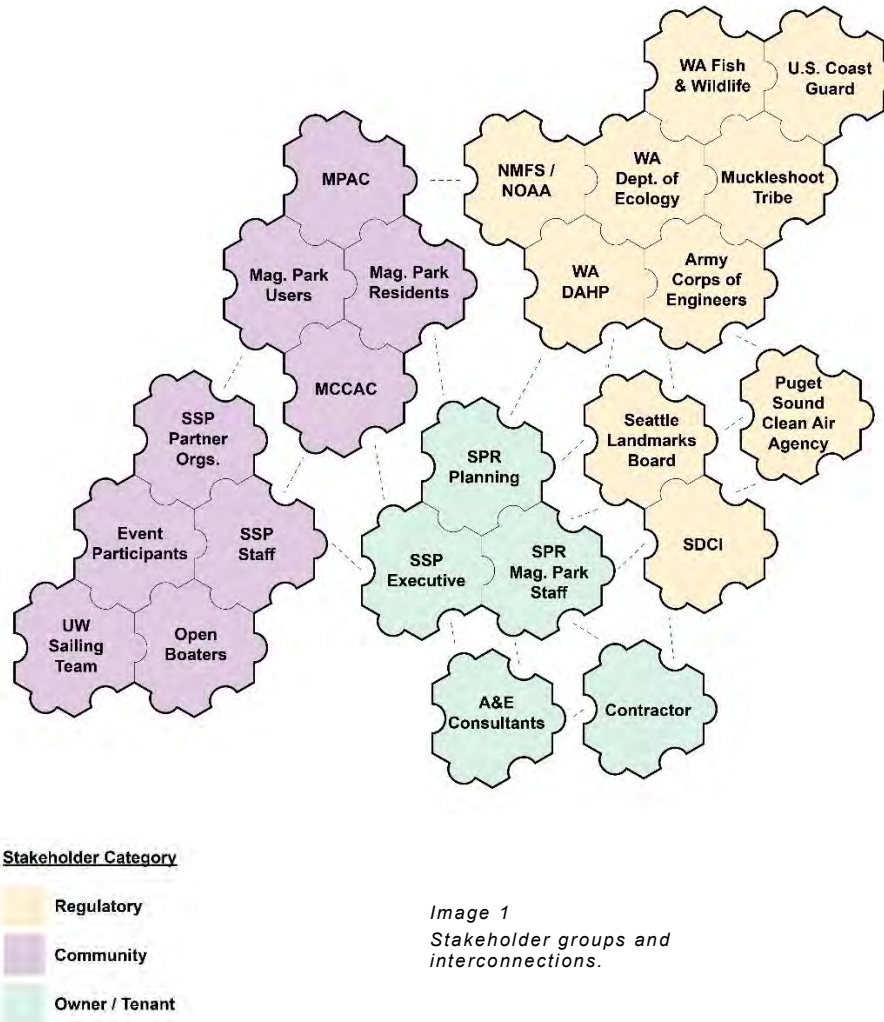 WA Fish
& Wildlife
U.S. Coast
Guard
MPAC
NMFS /
NOAA
WA
Dept. of
Ecology
Muckleshoot
Tribe
Mag. Park
Users
Mag. Park
Residents
WA
DAHP
Army
Corps of
Engineers
MCCAC
SSP
Partner
Orgs.
SPR
Planning
Seattle
Landmarks
Board
Puget
Sound
Clean Air
Agency
Event
Participants
SSP
Staff
SSP
Executive
SPR
Mag. Park
Staff
SDCI
UW
Sailing
Team
Open
Boaters
A&E
Consultants
Contractor
Stakeholder Category
Regulatory
Community
Owner / Tenant
Image 1
Stakeholder groups and
interconnections.